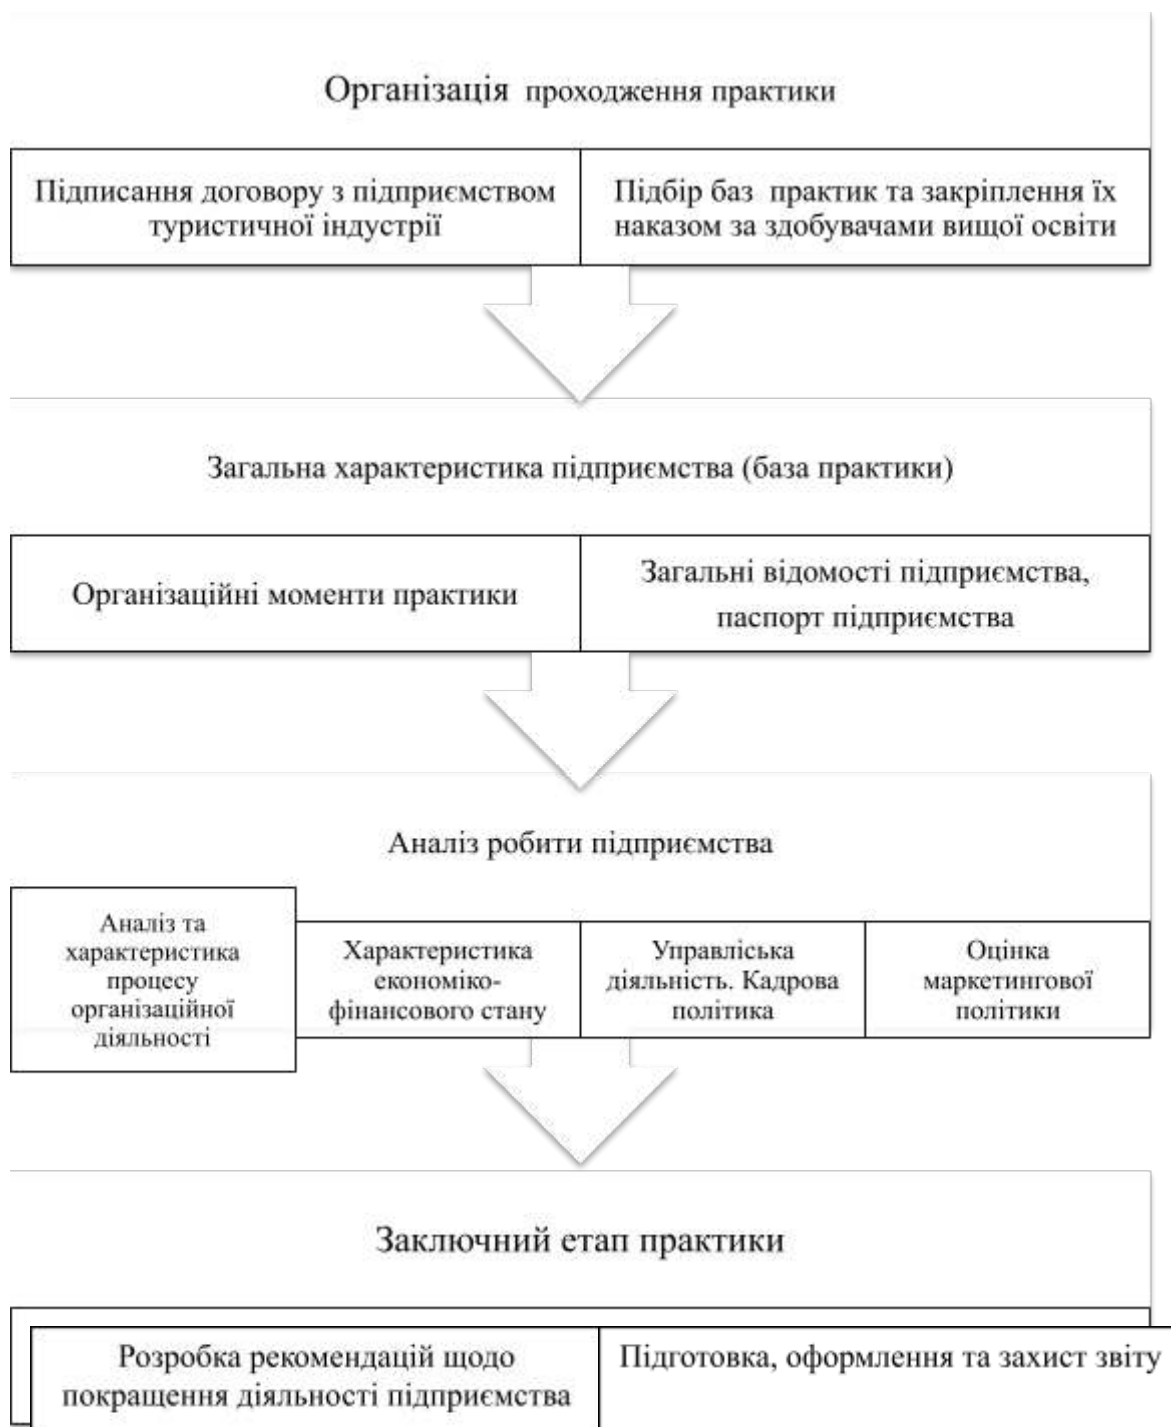 Організація проходження практики
Підписання договору з підприємством
туристичної індустрії
Підбір баз практик та закріплення їх
наказом за здобувачами вищої освіти
Загальна характеристика підприємства (база практики)
Організаційні моменти практики
Загальні відомості підприємства,
паспорт підприємства
Аналіз робити підприємства
Аналіз та
характеристика
процесу
організаційної
діяльності
Характеристика
економіко-
фінансового стану
Управліська
діяльність. Кадрова
політика
Оцінка
маркетингової
політики
Заключний етап практики
Розробка рекомендацій щодо
покращення діяльності підприємства
Підготовка, оформлення та захист звіту